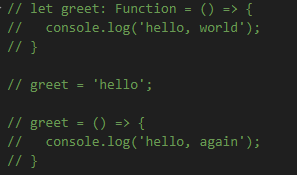 // let greet: Function = () => {
//   console.log('hello, world');
// }
// greet = 'hello';
// greet = () => {
//   console.log('hello, again');
// }